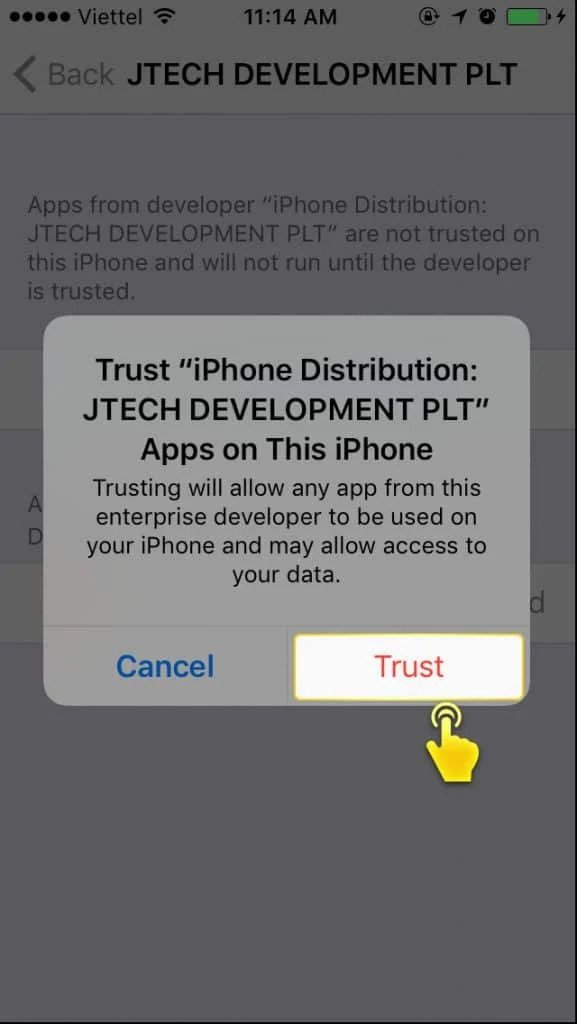 ●●●●● Viettel 11:14 AM
Back JTECH DEVELOPMENT PLT
Apps from developer “iPhone Distribution:
JTECH DEVELOPMENT PLT” are not trusted on
this iPhone and will not run until the developer
is trusted.
Trust “iPhone Distribution:
JTECH DEVELOPMENT PLT”
Apps on This iPhone
Trusting will allow any app from this
enterprise developer to be used on
your iPhone and may allow access to
your data.
A
D
d
Cancel Trust